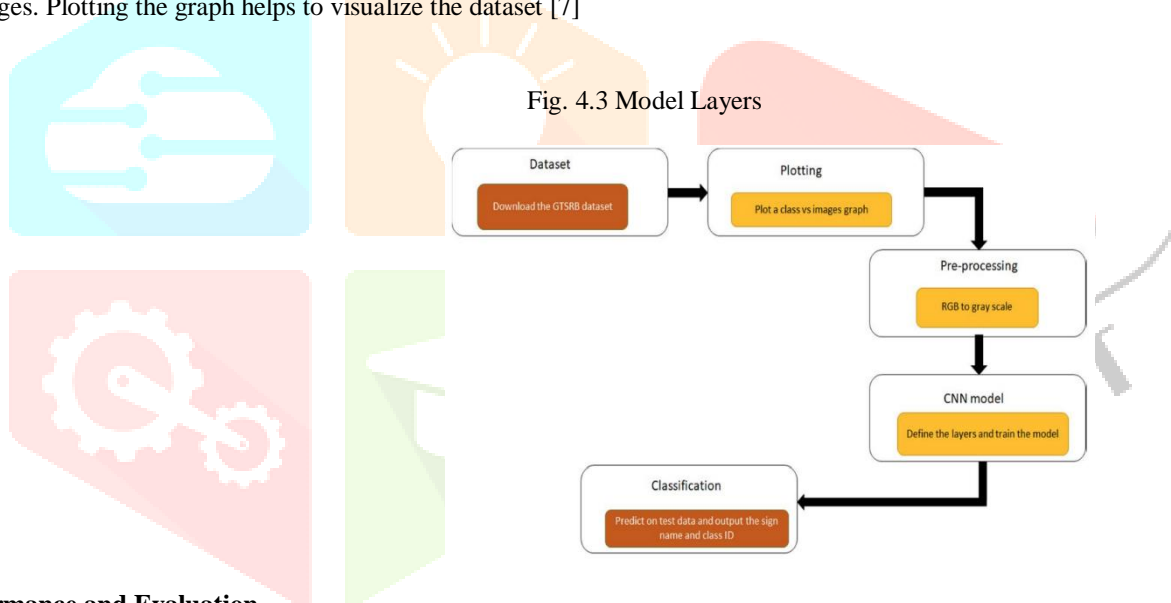 ges. Plotting the graph helps to visualize the dataset [7]
Fig. 4.3 Model Layers
Dataset
Download the GTSRB dataset
Plotting
Plot a class vs images graph
Pre-processing
RGB to gray scale
CNN model
Define the layers and train the model
Classification
Predict on test data and output the sign
name and class ID
rmance and Evaluation